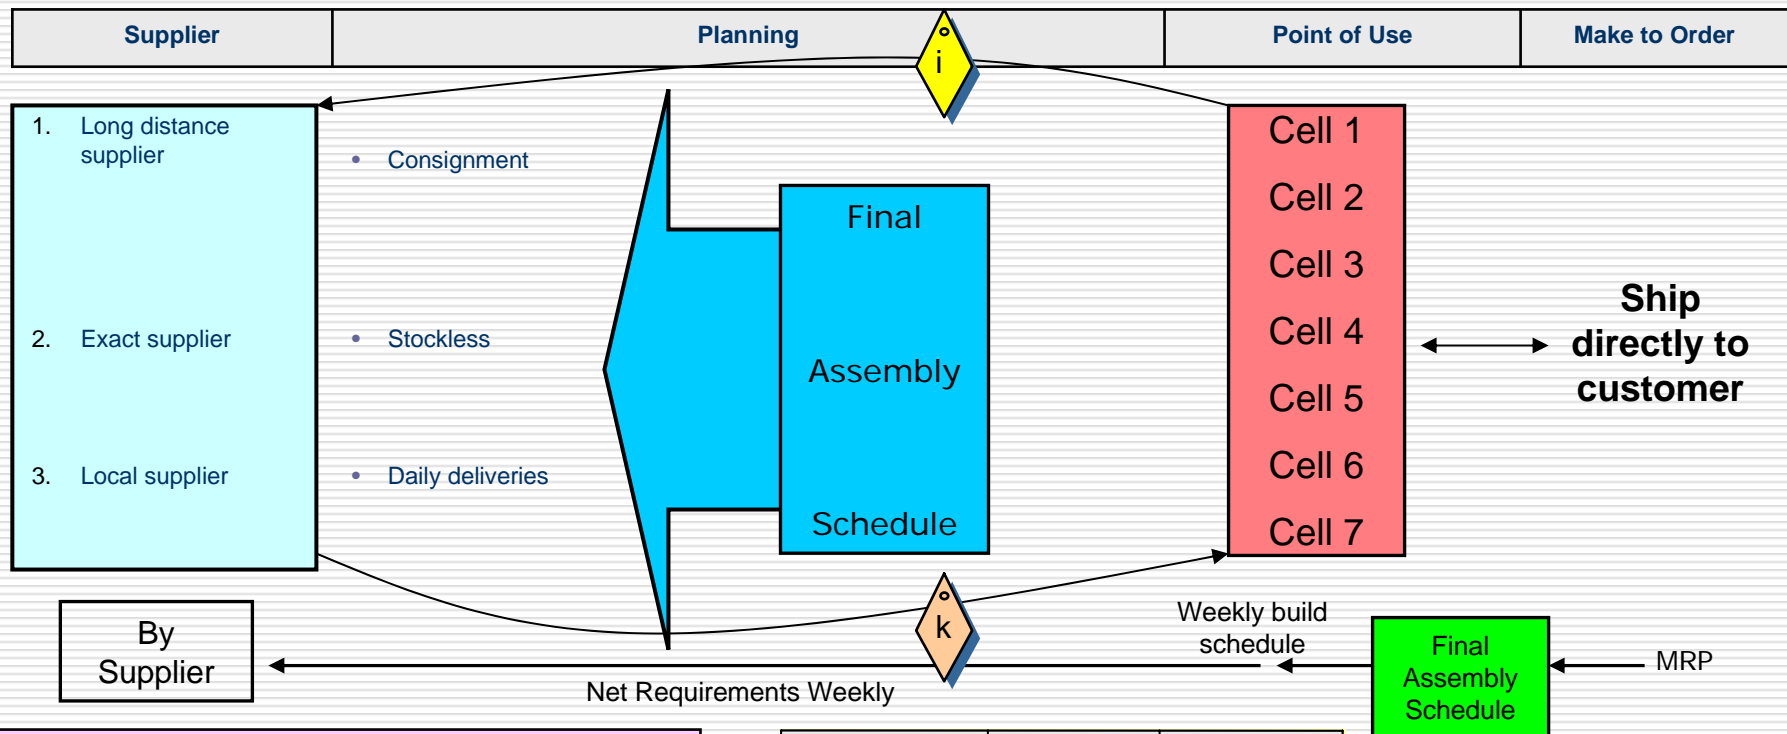 Supplier
Planning
Point of Use
Make to Order
i
1. Long distance
supplier
• Consignment
2. Exact supplier
• Stockless
3. Local supplier
• Daily deliveries
Final
Assembly
Schedule
Cell 1
Cell 2
Cell 3
Cell 4
Cell 5
Cell 6
Cell 7
Ship
directly to
customer
k
By
Supplier
Net Requirements Weekly
Weekly build
schedule
Final
Assembly
Schedule
MRP